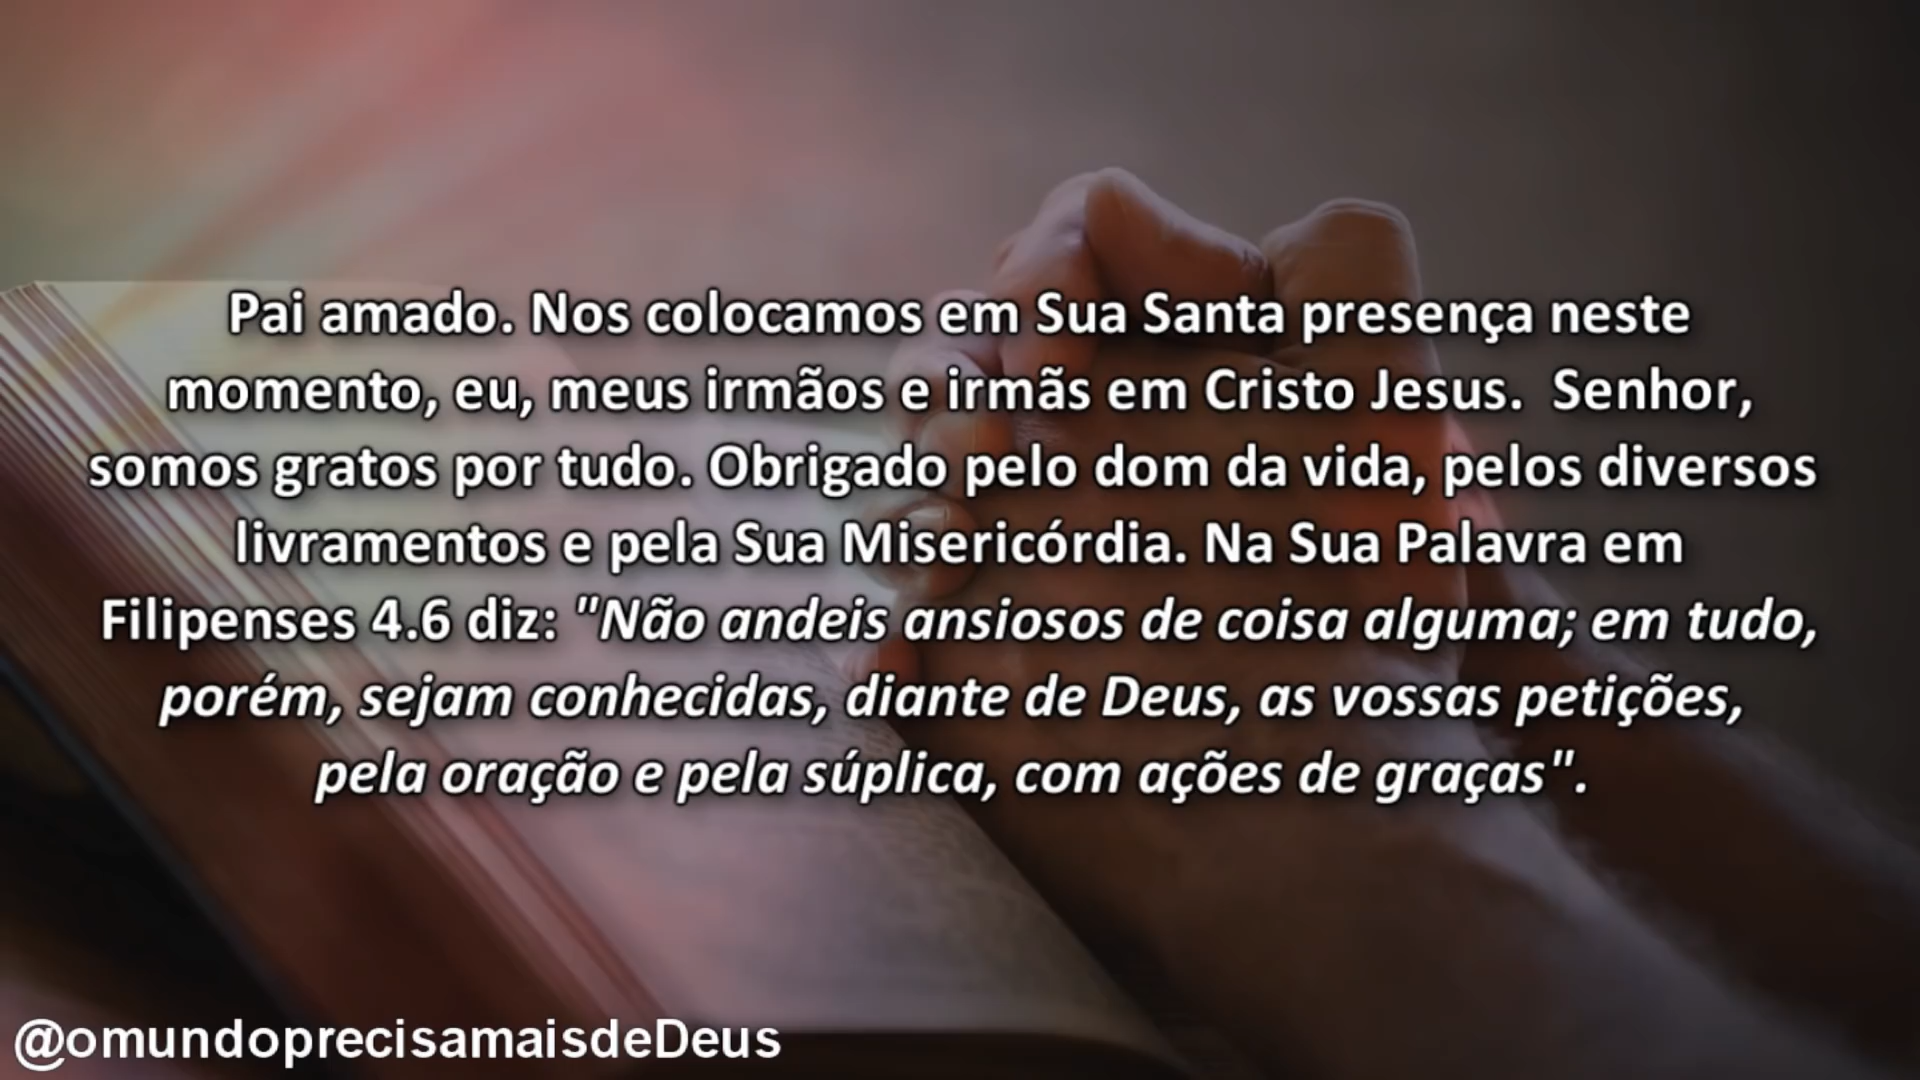 Pai amado. Nos colocamos em Sua Santa presença neste
momento, eu, meus irmãos e irmãs em Cristo Jesus.  Senhor,
somos gratos por tudo. Obrigado pelo dom da vida, pelos diversos
livramentos e pela Sua Misericórdia. Na Sua Palavra em
Filipenses 4.6 diz: "Não andeis ansiosos de coisa alguma; em tudo,
porém, sejam conhecidas, diante de Deus, as vossas petições,
pela oração e pela súplica, com ações de graças".
@omundoprecisamaisdeDeus